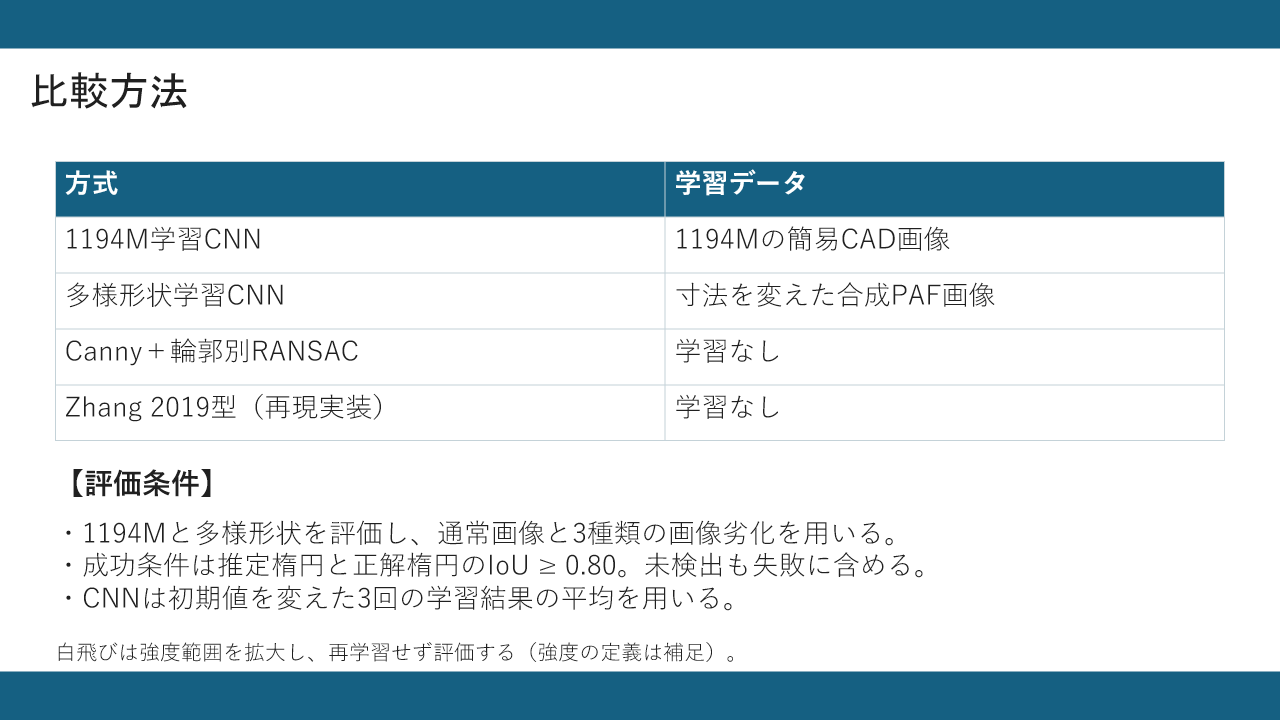 比較方法
方式 学習データ
1194M学習CNN 1194Mの簡易CAD画像
多様形状学習CNN 寸法を変えた合成PAF画像
Canny＋輪郭別RANSAC 学習なし
Zhang 2019型（再現実装） 学習なし
【評価条件】
・1194Mと多様形状を評価し、通常画像と3種類の画像劣化を用いる。
・成功条件は推定楕円と正解楕円のIoU ≥ 0.80。未検出も失敗に含める。
・CNNは初期値を変えた3回の学習結果の平均を用いる。
白飛びは強度範囲を拡大し、再学習せず評価する（強度の定義は補足）。